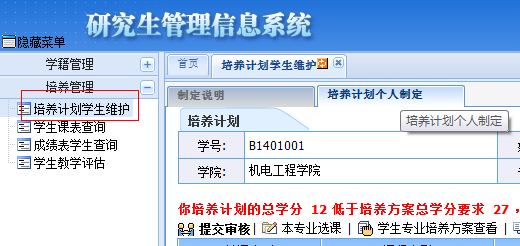 研究生管理信息系统
隐藏菜单
学籍管理
培养管理
培养计划学生维护
学生课表查询
成绩表学生查询
学生教学评估
首页
培养计划学生维护
制定说明
培养计划个人制定
培养计划个人制定
培养计划
学号: B1401001
学院: 机电工程学院
你培养计划的总学分 12 低于培养方案总学分要求 27 ，
提交审核 | 本专业选课 | 学生专业培养方案查看 |